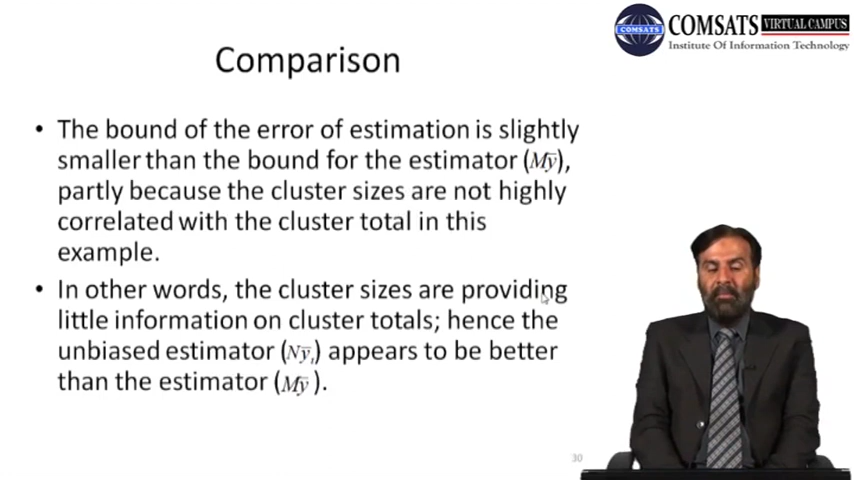 COMSATS
COMSATS VIRTUAL CAMPUS
Institute Of Information Technology
Comparison
• The bound of the error of estimation is slightly
smaller than the bound for the estimator (Mȳ),
partly because the cluster sizes are not highly
correlated with the cluster total in this
example.
• In other words, the cluster sizes are providing
little information on cluster totals; hence the
unbiased estimator (Nȳₜ) appears to be better
than the estimator (Mȳ ).
30